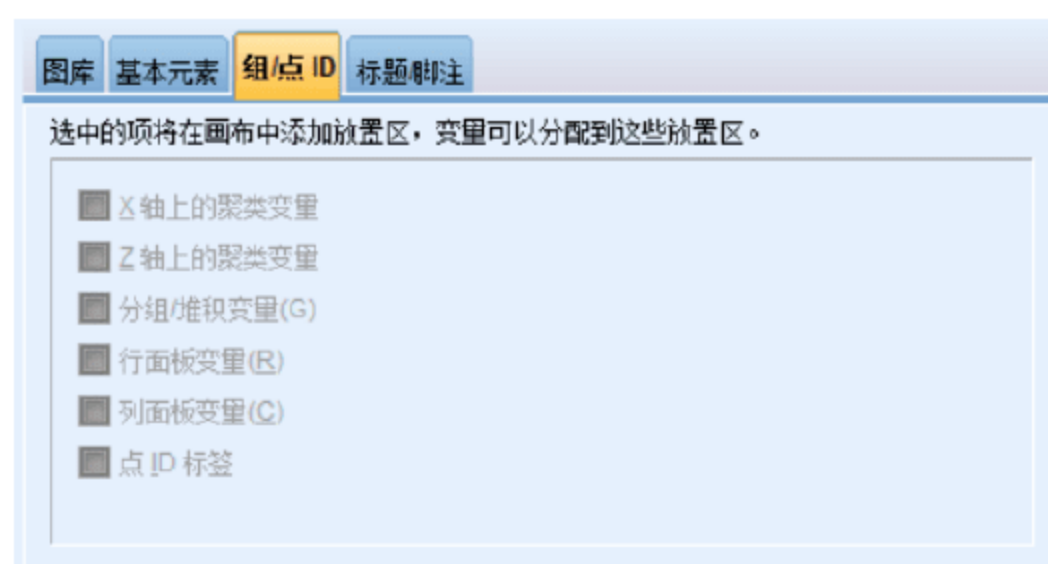 图库 基本元素 组/点 ID 标题/脚注
选中的项将在画布中添加放置区，变量可以分配到这些放置区。
X 轴上的聚类变量
Z 轴上的聚类变量
分组/堆积变量(G)
行面板变量(R)
列面板变量(C)
点 ID 标签